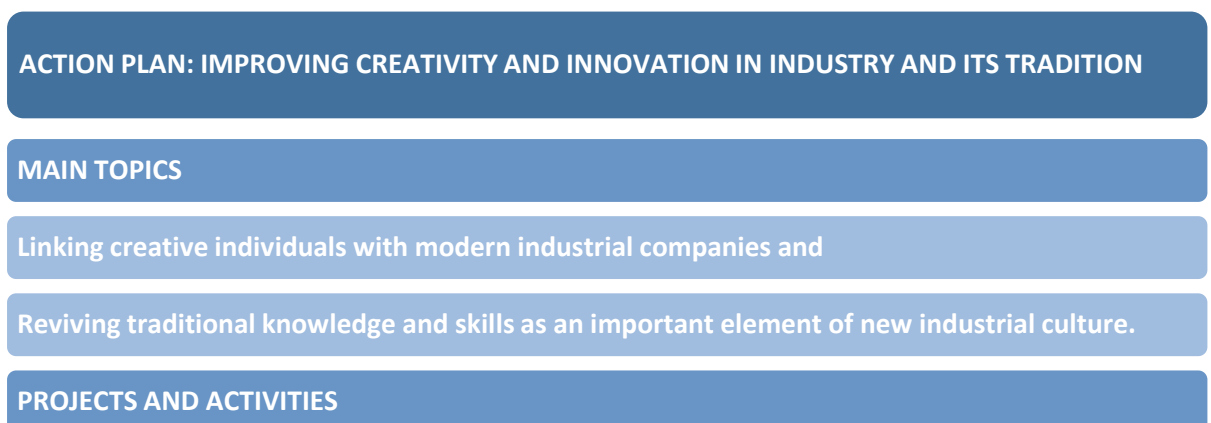 ACTION PLAN: IMPROVING CREATIVITY AND INNOVATION IN INDUSTRY AND ITS TRADITION
MAIN TOPICS
Linking creative individuals with modern industrial companies and
Reviving traditional knowledge and skills as an important element of new industrial culture.
PROJECTS AND ACTIVITIES